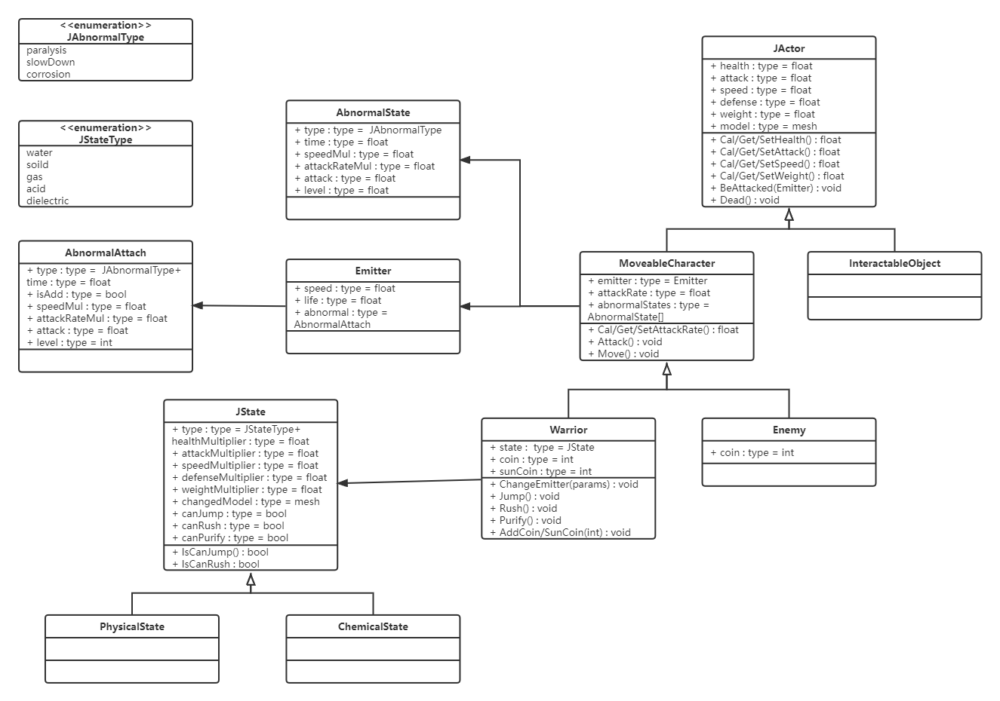 <<enumeration>>
JAbnormalType
paralysis
slowDown
corrosion
<<enumeration>>
JStateType
water
soild
gas
acid
dielectric
AbnormalState
+ type : type =  JAbnormalType
+ time : type = float
+ speedMul : type = float
+ attackRateMul : type = float
+ attack : type = float
+ level : type = float
JActor
+ health : type = float
+ attack : type = float
+ speed : type = float
+ defense : type = float
+ weight : type = float
+ model : type = mesh
+ Cal/Get/SetHealth() : float
+ Cal/Get/SetAttack() : float
+ Cal/Get/SetSpeed() : float
+ Cal/Get/SetWeight() : float
+ BeAttacked(Emitter) : void
+ Dead() : void
AbnormalAttach
+ type : type =  JAbnormalType+
time : type = float
+ isAdd : type = bool
+ speedMul : type = float
+ attackRateMul : type = float
+ attack : type = float
+ level : type = int
Emitter
+ speed : type = float
+ life : type = float
+ abnormal : type =
AbnormalAttach
MoveableCharacter
+ emitter : type = Emitter
+ attackRate : type = float
+ abnormalStates : type =
AbnormalState[]
+ Cal/Get/SetAttackRate() : float
+ Attack() : void
+ Move() : void
InteractableObject
JState
+ type : type = JStateType+
healthMultiplier : type = float
+ attackMultiplier : type = float
+ speedMultiplier : type = float
+ defenseMultiplier : type = float
+ weightMultiplier : type = float
+ changedModel : type = mesh
+ canJump : type = bool
+ canRush : type = bool
+ canPurify : type = bool
+ IsCanJump() : bool
+ IsCanRush : bool
Warrior
+ state :  type = JState
+ coin : type = int
+ sunCoin : type = int
+ ChangeEmitter(params) : void
+ Jump() : void
+ Rush() : void
+ Purify() : void
+ AddCoin/SunCoin(int) : void
Enemy
+ coin : type = int
PhysicalState
ChemicalState